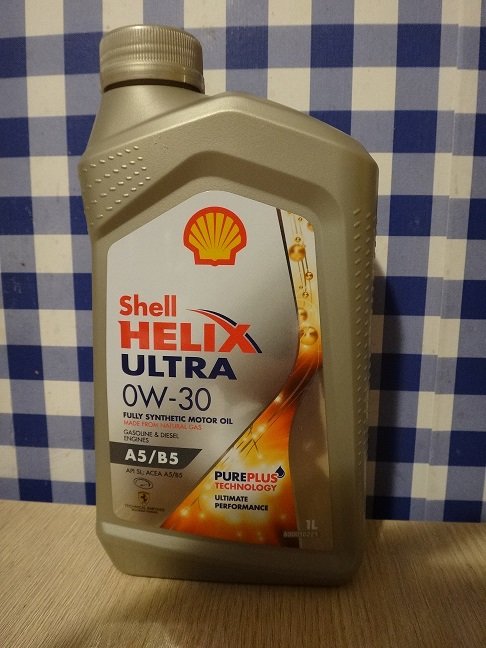 Shell
HELIX
ULTRA
0W-30
FULLY SYNTHETIC MOTOR OIL
MADE FROM NATURAL GAS
GASOLINE & DIESEL
ENGINES
A5/B5
API SL: ACEA A5/B5
PUREPLUS
TECHNOLOGY
ULTIMATE
PERFORMANCE
1L